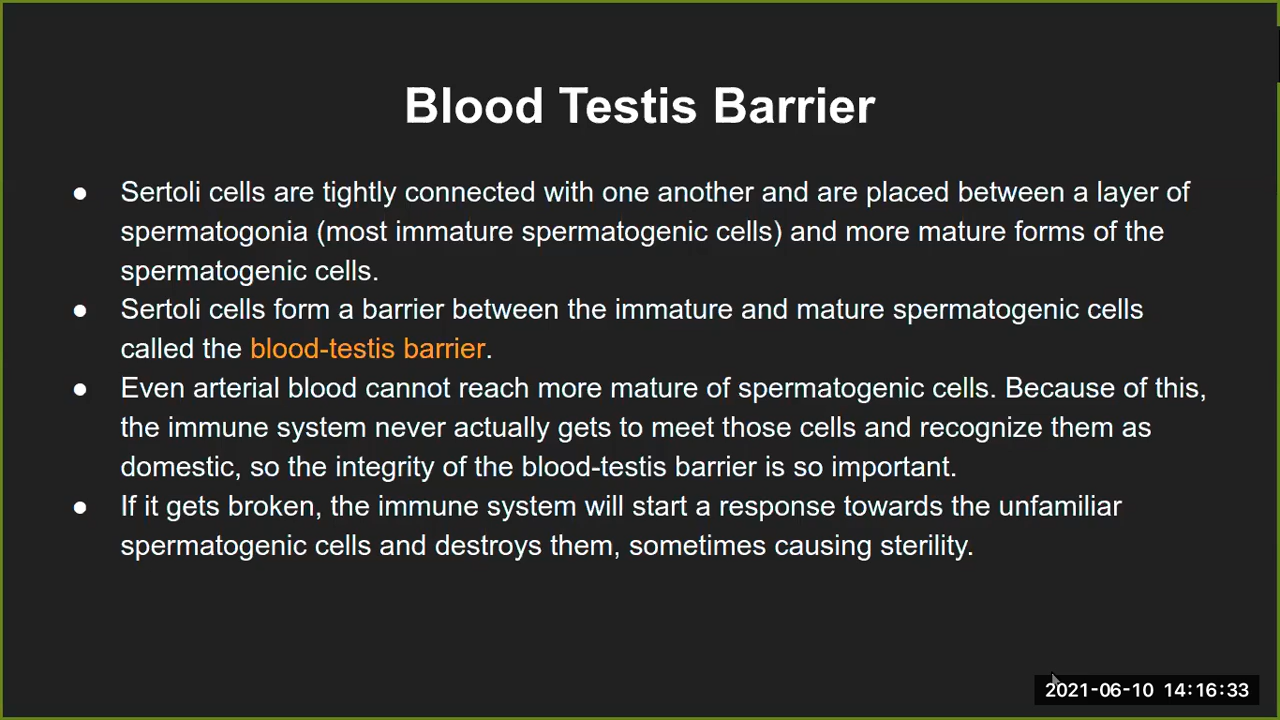 Blood Testis Barrier
● Sertoli cells are tightly connected with one another and are placed between a layer of
spermatogonia (most immature spermatogenic cells) and more mature forms of the
spermatogenic cells.
● Sertoli cells form a barrier between the immature and mature spermatogenic cells
called the blood-testis barrier.
● Even arterial blood cannot reach more mature of spermatogenic cells. Because of this,
the immune system never actually gets to meet those cells and recognize them as
domestic, so the integrity of the blood-testis barrier is so important.
● If it gets broken, the immune system will start a response towards the unfamiliar
spermatogenic cells and destroys them, sometimes causing sterility.
2021-06-10 14:16:33